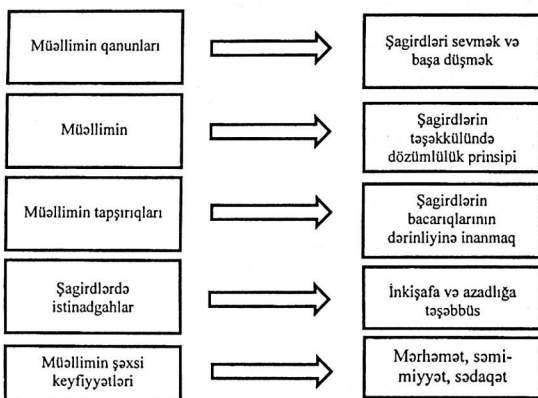 Müəllimin qanunları
Şagirdləri sevmək və
başa düşmək
Müəllimin
Şagirdlərin
təşəkkülündə
dözümlülük prinsipi
Müəllimin tapşırıqları
Şagirdlərin
bacarıqlarının
dərinliyinə inanmaq
Şagirdlərdə
istinadgahlar
İnkişafa və azadlığa
təşəbbüs
Müəllimin şəxsi
keyfiyyətləri
Mərhəmət, səmi-
miyyət, sədaqət